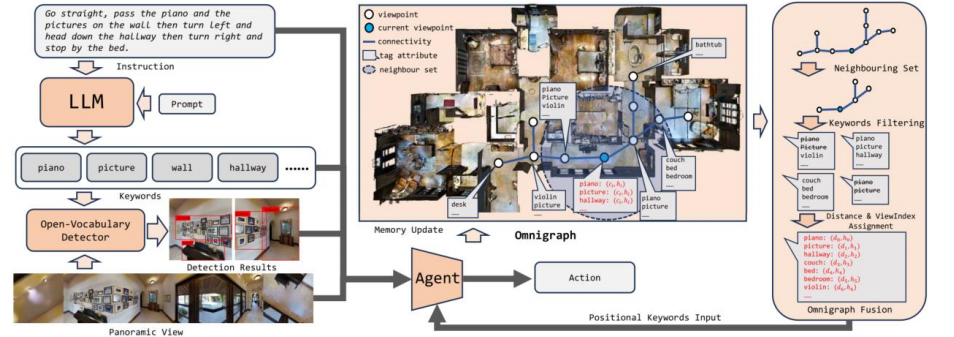 Go straight, pass the piano and the
pictures on the wall then turn left and
head down the hallway then turn right and
stop by the bed.
Instruction
LLM
Prompt
piano
picture
wall
hallway
......
Keywords
Open-Vocabulary
Detector
Detection Results
Panoramic View
viewpoint
current viewpoint
connectivity
tag attribute
neighbour set
bathtub
……
piano
Picture
violin
……
couch
bed
bedroom
……
desk
……
violin
picture
……
piano: (cᵢ,hᵢ)
picture: (cᵢ,hᵢ)
hallway: (cᵢ,hᵢ)
……
piano
picture
……
Memory Update
Omnigraph
Agent
Action
Positional Keywords Input
Neighbouring Set
Keywords Filtering
piano
Picture
violin
……
piano
picture
hallway
……
couch
bed
bedroom
……
piano
picture
……
Distance & ViewIndex
Assignment
piano: (d₀,h₀)
picture: (d₁,h₁)
hallway: (d₂,h₂)
couch: (d₃,h₃)
bed: (d₄,h₄)
bedroom: (d₅,h₅)
violin: (d₆,h₆)
……
Omnigraph Fusion